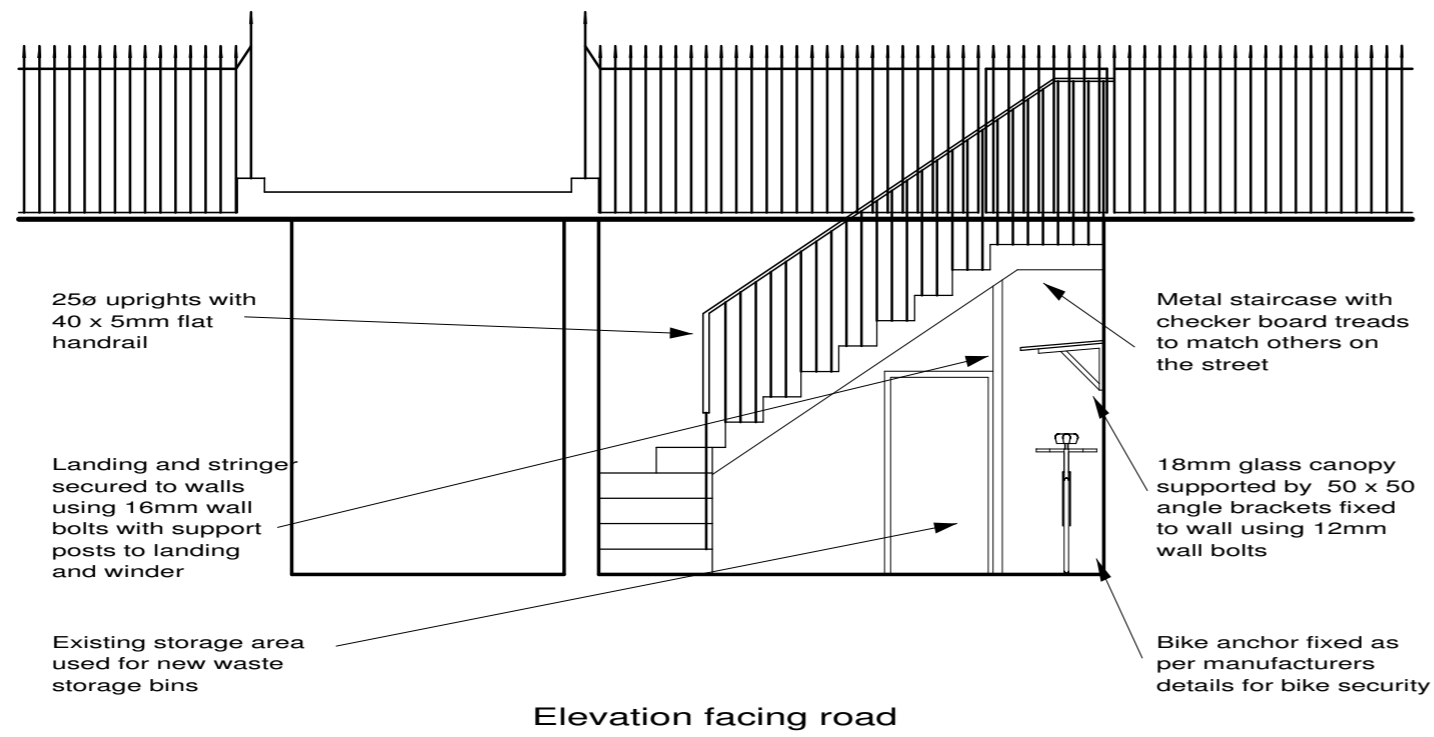 25ø uprights with
40 x 5mm flat
handrail
Landing and stringer
secured to walls
using 16mm wall
bolts with support
posts to landing
and winder
Existing storage area
used for new waste
storage bins
Metal staircase with
checker board treads
to match others on
the street
18mm glass canopy
supported by 50 x 50
angle brackets fixed
to wall using 12mm
wall bolts
Bike anchor fixed as
per manufacturers
details for bike security
Elevation facing road